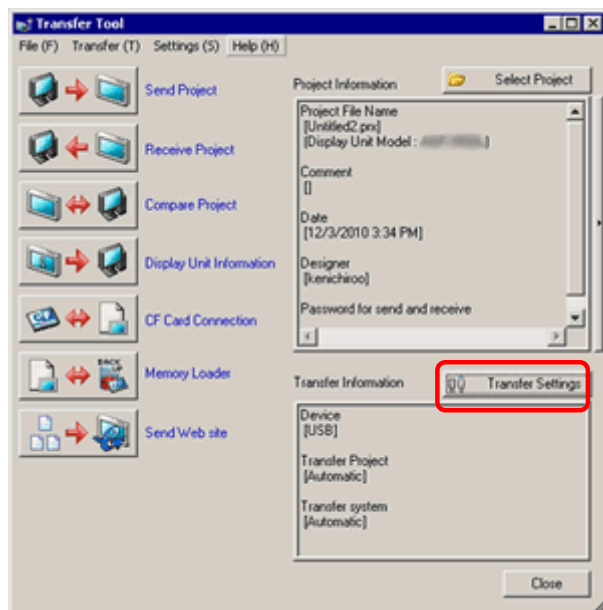 Transfer Tool
File (F) Transfer (T) Settings (S) Help (H)
Send Project
Receive Project
Compare Project
Display Unit Information
CF Card Connection
Memory Loader
Send Web site
Project Information
Select Project
Project File Name
[Untitled2.prx]
(Display Unit Model : )
Comment
[]
Date
[12/3/2010 3:34 PM]
Designer
[kenichiroo]
Password for send and receive
Transfer Information
Transfer Settings
Device
[USB]
Transfer Project
[Automatic]
Transfer system
[Automatic]
Close